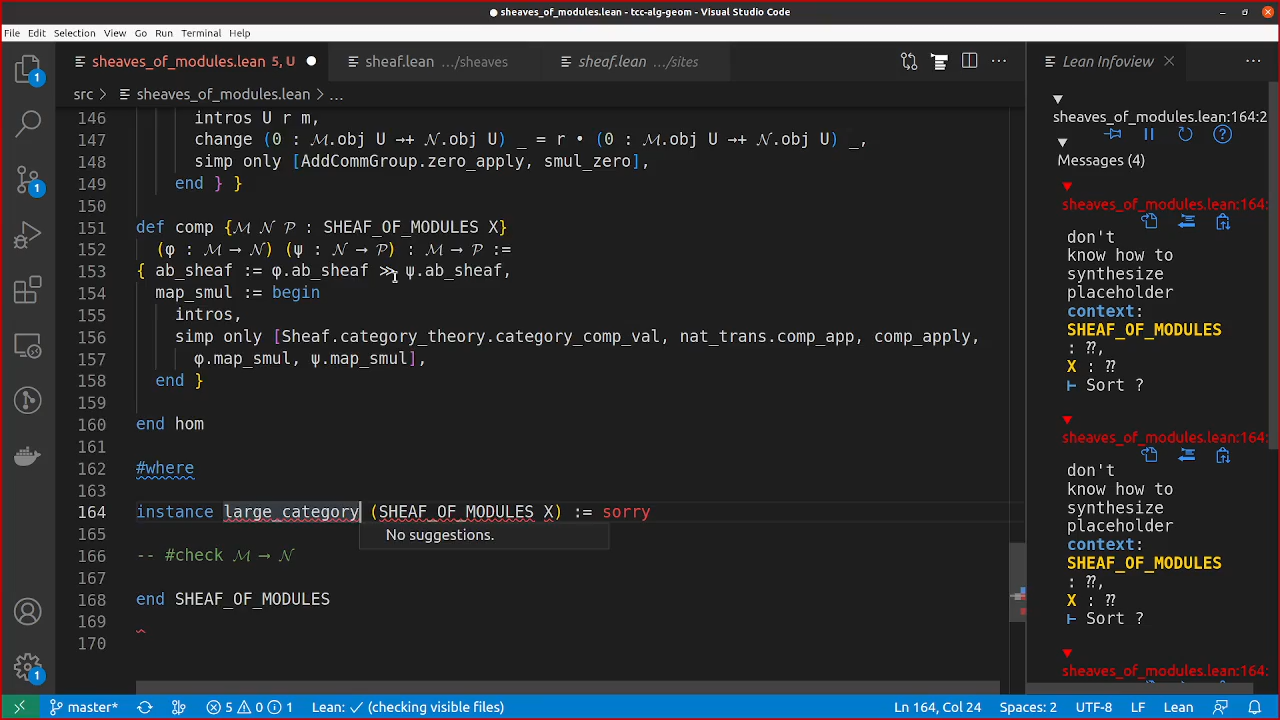 ● sheaves_of_modules.lean - tcc-alg-geom - Visual Studio Code
File Edit Selection View Go Run Terminal Help
sheaves_of_modules.lean 5, U ●
sheaf.lean .../sheaves
sheaf.lean .../sites
Lean Infoview
src > sheaves_of_modules.lean > ...
146 intros U r m,
147 change (0 : ℳ.obj U ⟶+ 𝒩.obj U) _ = r • (0 : ℳ.obj U ⟶+ 𝒩.obj U) _,
148 simp only [AddCommGroup.zero_apply, smul_zero],
149 end } }
150
151 def comp {ℳ 𝒩 𝒫 : SHEAF_OF_MODULES X}
152 (φ : ℳ ⟶ 𝒩) (ψ : 𝒩 ⟶ 𝒫) : ℳ ⟶ 𝒫 :=
153 { ab_sheaf := φ.ab_sheaf ≫ ψ.ab_sheaf,
154 map_smul := begin
155 intros,
156 simp only [Sheaf.category_theory.category_comp_val, nat_trans.comp_app, comp_apply,
157 φ.map_smul, ψ.map_smul],
158 end }
159
160 end hom
161
162 #where
163
164 instance large_category (SHEAF_OF_MODULES X) := sorry
No suggestions.
165
166 -- #check ℳ ⟶ 𝒩
167
168 end SHEAF_OF_MODULES
169
170
sheaves_of_modules.lean:164:2
Messages (4)
sheaves_of_modules.lean:164:
don't
know how to
synthesize
placeholder
context:
SHEAF_OF_MODULES
: ⁇,
X : ⁇
⊢ Sort ?
sheaves_of_modules.lean:164:
don't
know how to
synthesize
placeholder
context:
SHEAF_OF_MODULES
: ⁇,
X : ⁇
⊢ Sort ?
sheaves_of_modules.lean:164:
1
1
1
1
master* 5 0 1 Lean: ✓ (checking visible files)
Ln 164, Col 24 Spaces: 2 UTF-8 LF Lean